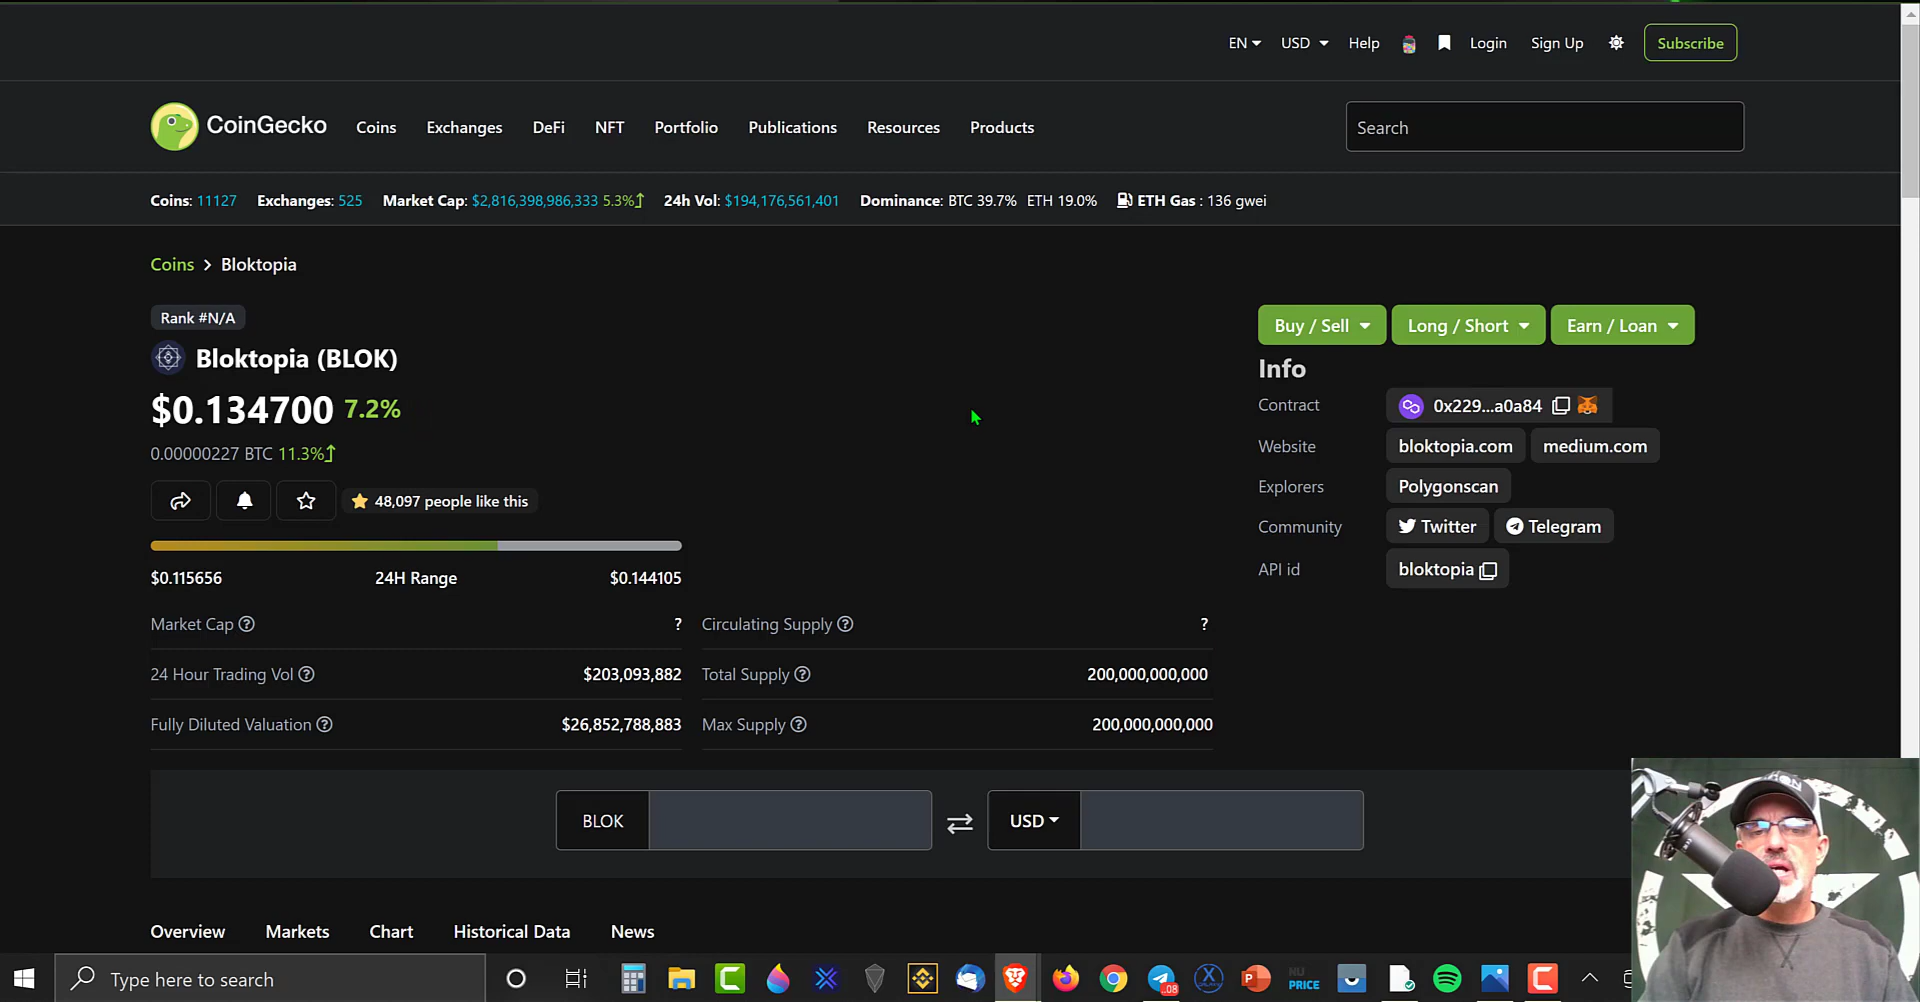 EN USD Help Login Sign Up Subscribe
CoinGecko Coins Exchanges DeFi NFT Portfolio Publications Resources Products Search
Coins: 11127 Exchanges: 525 Market Cap: $2,816,398,986,333 5.3% 24h Vol: $194,176,561,401 Dominance: BTC 39.7% ETH 19.0% ETH Gas : 136 gwei
Coins > Bloktopia
Rank #N/A
Bloktopia (BLOK)
$0.134700 7.2%
0.00000227 BTC 11.3%
48,097 people like this
$0.115656 24H Range $0.144105
Market Cap ? ?
24 Hour Trading Vol ? $203,093,882
Fully Diluted Valuation ? $26,852,788,883
Circulating Supply ? ?
Total Supply ? 200,000,000,000
Max Supply ? 200,000,000,000
Buy / Sell Long / Short Earn / Loan
Info
Contract 0x229...a0a84
Website bloktopia.com medium.com
Explorers Polygonscan
Community Twitter Telegram
API id bloktopia
BLOK USD
Overview Markets Chart Historical Data News
Type here to search
.08
NU
PRICE